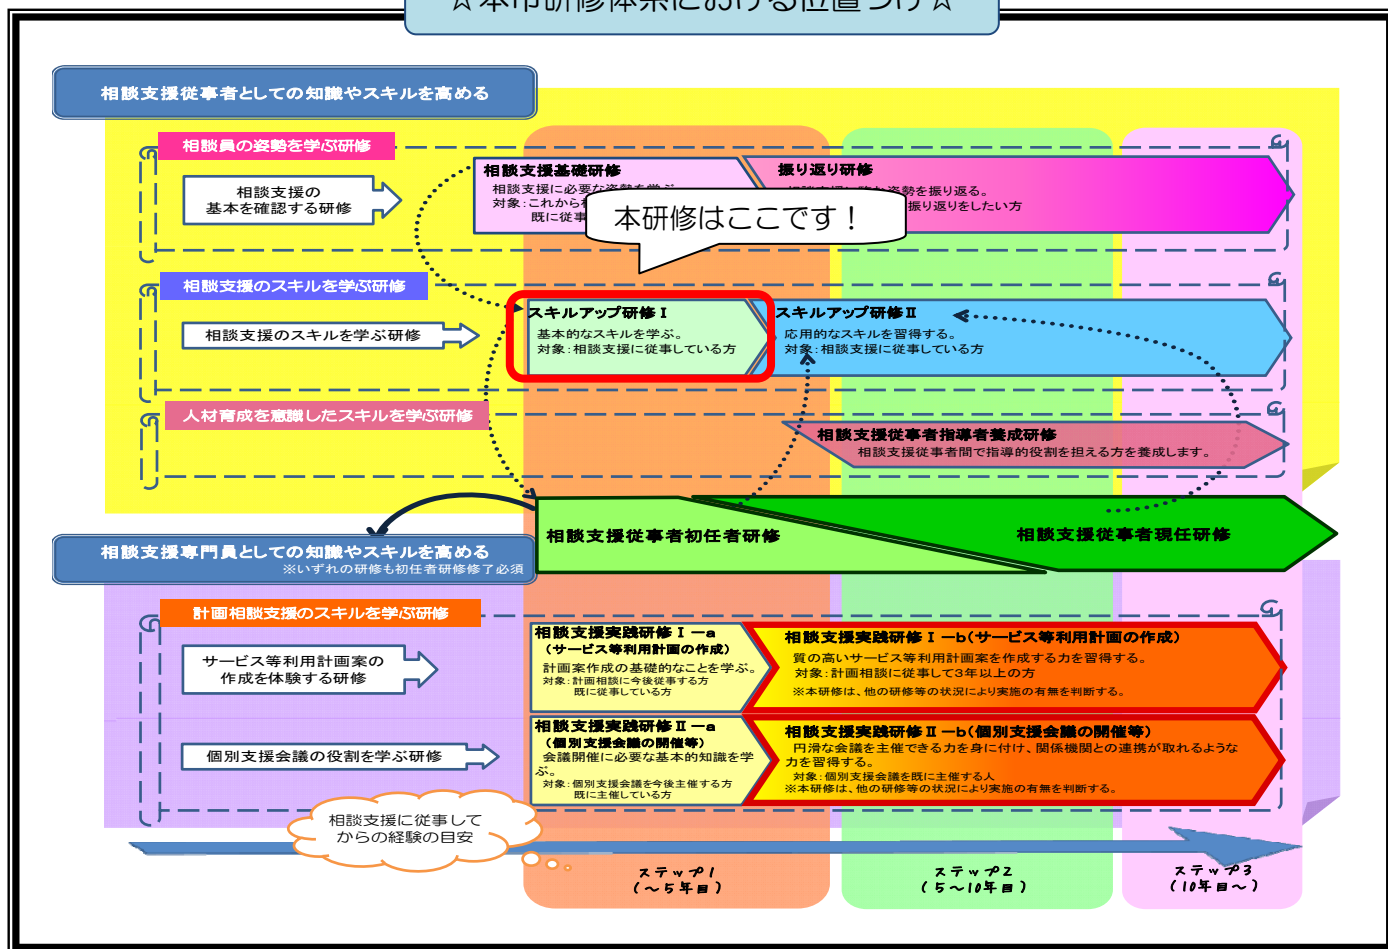 ☆本市研修体系における位置づけ☆
相談支援従事者としての知識やスキルを高める
相談員の姿勢を学ぶ研修
相談支援の
基本を確認する研修
相談支援基礎研修
相談支援に必要な姿勢を学ぶ
対象：これから
既に従事
振り返り研修
姿勢を振り返る。
振り返りをしたい方
本研修はここです！
相談支援のスキルを学ぶ研修
相談支援のスキルを学ぶ研修
スキルアップ研修Ⅰ
基本的なスキルを学ぶ。
対象：相談支援に従事している方
スキルアップ研修Ⅱ
応用的なスキルを習得する。
対象：相談支援に従事している方
人材育成を意識したスキルを学ぶ研修
相談支援従事者指導者養成研修
相談支援従事者間で指導的役割を担える方を養成します。
相談支援従事者初任者研修
相談支援従事者現任研修
相談支援専門員としての知識やスキルを高める
※いずれの研修も初任者研修修了必須
計画相談支援のスキルを学ぶ研修
サービス等利用計画案の
作成を体験する研修
相談支援実践研修Ⅰ－a
（サービス等利用計画の作成）
計画案作成の基礎的なことを学ぶ。
対象：計画相談に今後従事する方
既に従事している方
相談支援実践研修Ⅰ－b（サービス等利用計画の作成）
質の高いサービス等利用計画案を作成する力を習得する。
対象：計画相談に従事して3年以上の方
※本研修は、他の研修等の状況により実施の有無を判断する。
個別支援会議の役割を学ぶ研修
相談支援実践研修Ⅱ－a
（個別支援会議の開催等）
会議開催に必要な基本的知識を学
ぶ。
対象：個別支援会議を今後主催する方
既に主催している方
相談支援実践研修Ⅱ－b（個別支援会議の開催等）
円滑な会議を主催できる力を身に付け、関係機関との連携が取れるような
力を習得する。
対象：個別支援会議を既に主催する人
※本研修は、他の研修等の状況により実施の有無を判断する。
相談支援に従事して
からの経験の目安
ステップ1
（～５年目）
ステップ2
（５～10年目）
ステップ3
（10年目～）